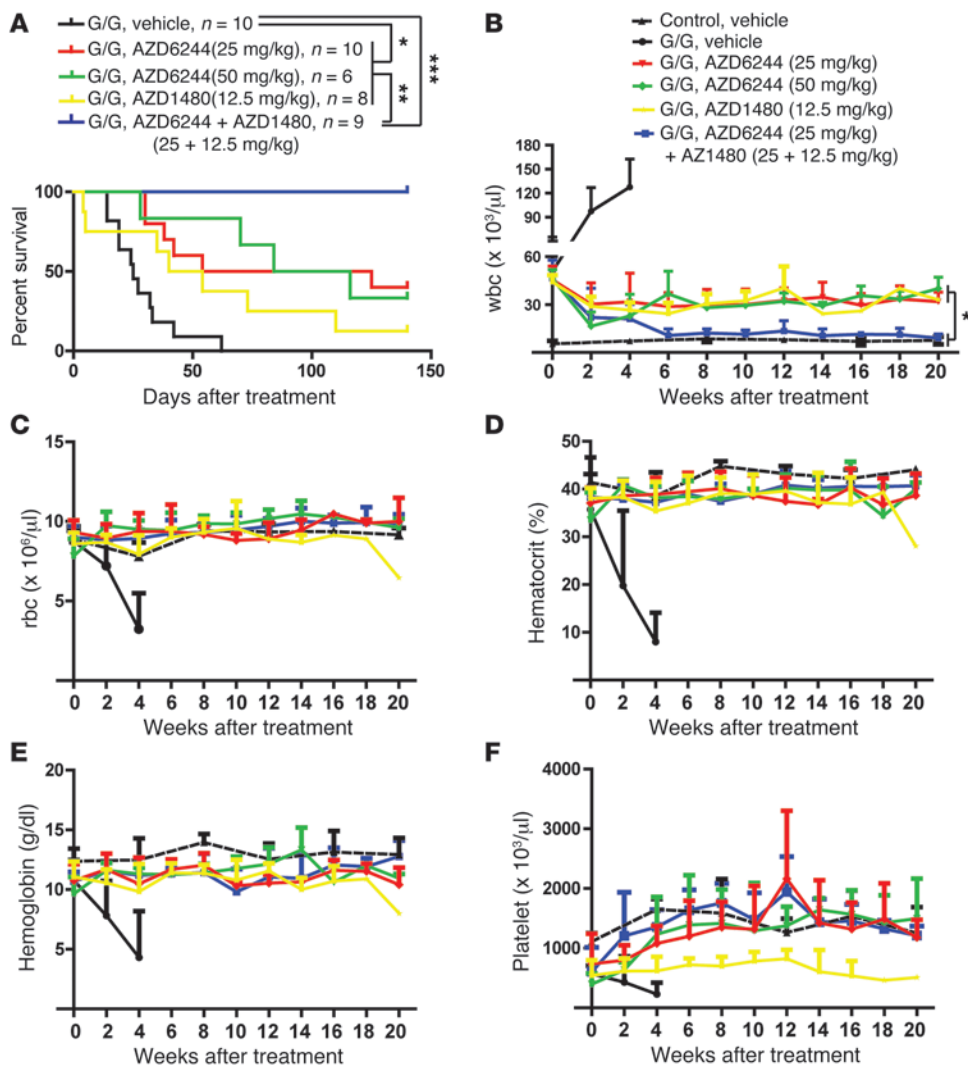 A
G/G, vehicle, n = 10
G/G, AZD6244(25 mg/kg), n = 10
G/G, AZD6244(50 mg/kg), n = 6
G/G, AZD1480(12.5 mg/kg), n = 8
G/G, AZD6244 + AZD1480, n = 9
(25 + 12.5 mg/kg)
*
**
***
Percent survival
100
50
0
0
50
100
150
Days after treatment
B
Control, vehicle
G/G, vehicle
G/G, AZD6244 (25 mg/kg)
G/G, AZD6244 (50 mg/kg)
G/G, AZD1480 (12.5 mg/kg)
G/G, AZD6244 (25 mg/kg)
+ AZ1480 (25 + 12.5 mg/kg)
wbc (x 10³/µl)
180
150
120
90
60
30
*
0 2 4 6 8 10 12 14 16 18 20
Weeks after treatment
C
rbc (x 10⁶/µl)
15
10
5
0 2 4 6 8 10 12 14 16 18 20
Weeks after treatment
D
Hematocrit (%)
50
40
30
20
10
0 2 4 6 8 10 12 14 16 18 20
Weeks after treatment
E
Hemoglobin (g/dl)
20
15
10
5
0 2 4 6 8 10 12 14 16 18 20
Weeks after treatment
F
Platelet (x 10³/µl)
4000
3000
2000
1000
0 2 4 6 8 10 12 14 16 18 20
Weeks after treatment